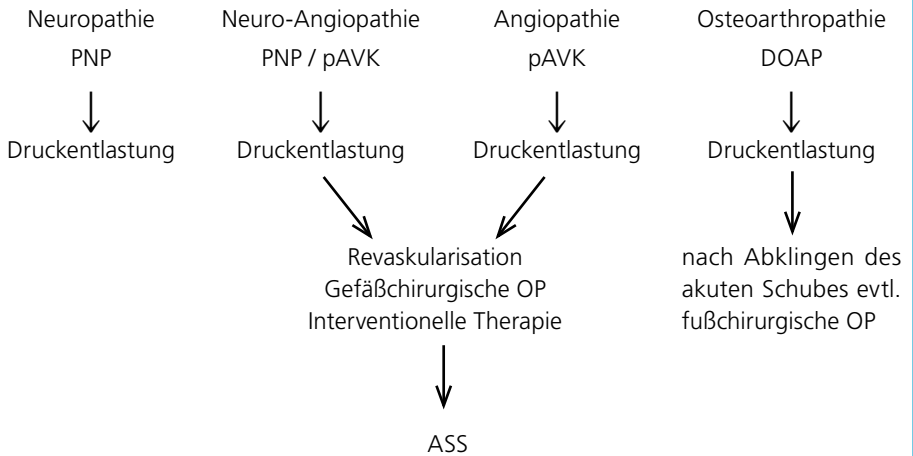 Neuropathie
PNP
Druckentlastung
Neuro-Angiopathie
PNP / pAVK
Druckentlastung
Angiopathie
pAVK
Druckentlastung
Revaskularisation
Gefäßchirurgische OP
Interventionelle Therapie
ASS
Osteoarthropathie
DOAP
Druckentlastung
nach Abklingen des
akuten Schubes evtl.
fußchirurgische OP